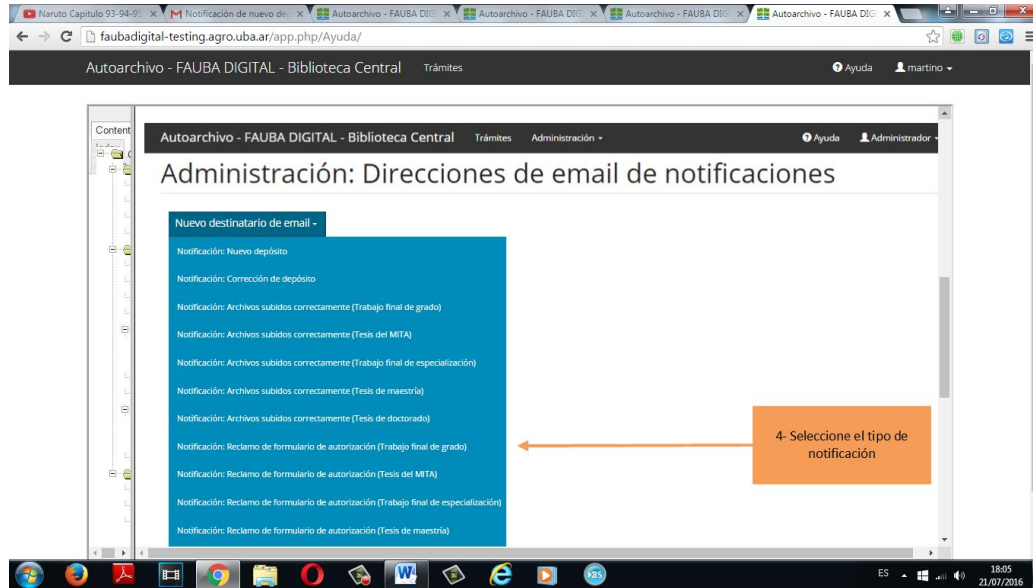 Naruto Capitulo 93-94-95
Notificación de nuevo de
Autoarchivo - FAUBA DIG
Autoarchivo - FAUBA DIG
Autoarchivo - FAUBA DIG
Autoarchivo - FAUBA DIG
faubadigital-testing.agro.uba.ar/app.php/Ayuda/
Autoarchivo - FAUBA DIGITAL - Biblioteca Central Trámites Ayuda martino
Content
Autoarchivo - FAUBA DIGITAL - Biblioteca Central Trámites Administración Ayuda Administrador
Administración: Direcciones de email de notificaciones
Nuevo destinatario de email
Notificación: Nuevo depósito
Notificación: Corrección de depósito
Notificación: Archivos subidos correctamente (Trabajo final de grado)
Notificación: Archivos subidos correctamente (Tesis del MITA)
Notificación: Archivos subidos correctamente (Trabajo final de especialización)
Notificación: Archivos subidos correctamente (Tesis de maestría)
Notificación: Archivos subidos correctamente (Tesis de doctorado)
Notificación: Reclamo de formulario de autorización (Trabajo final de grado)
Notificación: Reclamo de formulario de autorización (Tesis del MITA)
Notificación: Reclamo de formulario de autorización (Trabajo final de especialización)
Notificación: Reclamo de formulario de autorización (Tesis de maestría)
4- Seleccione el tipo de
notificación
ES
18:05
21/07/2016